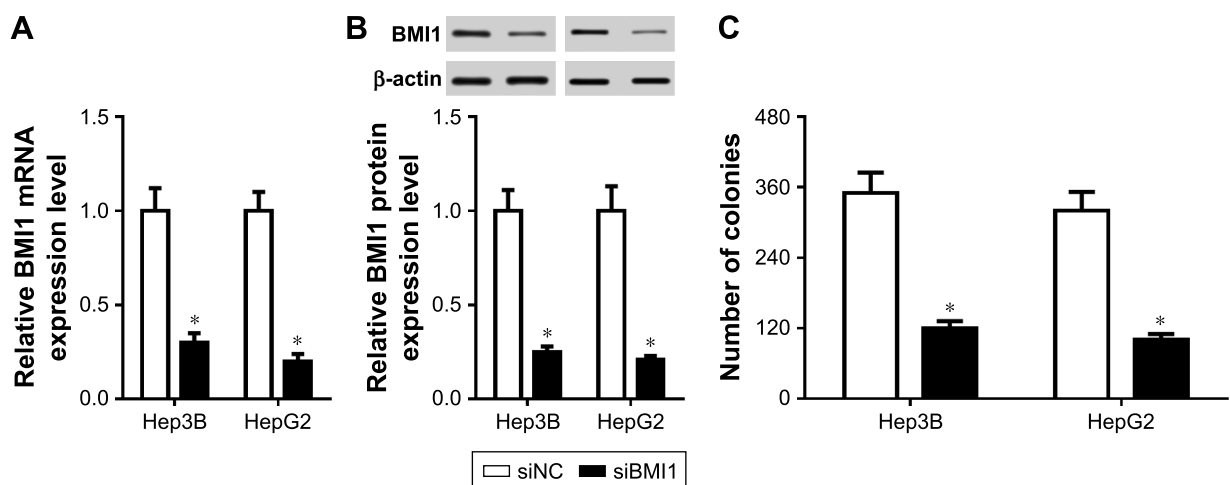 A
Relative BMI1 mRNA
expression level
1.5
1.0
0.5
0.0
*
*
Hep3B HepG2
B
BMI1
β-actin
Relative BMI1 protein
expression level
1.5
1.0
0.5
0.0
*
*
Hep3B HepG2
C
Number of colonies
480
360
240
120
0
*
*
Hep3B HepG2
siNC siBMI1